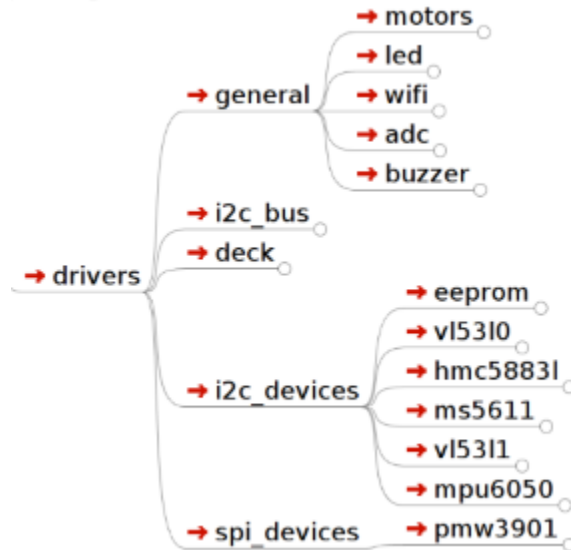 drivers
general
motors
led
wifi
adc
buzzer
i2c_bus
deck
i2c_devices
eeprom
vl53l0
hmc5883l
ms5611
vl53l1
mpu6050
spi_devices
pmw3901